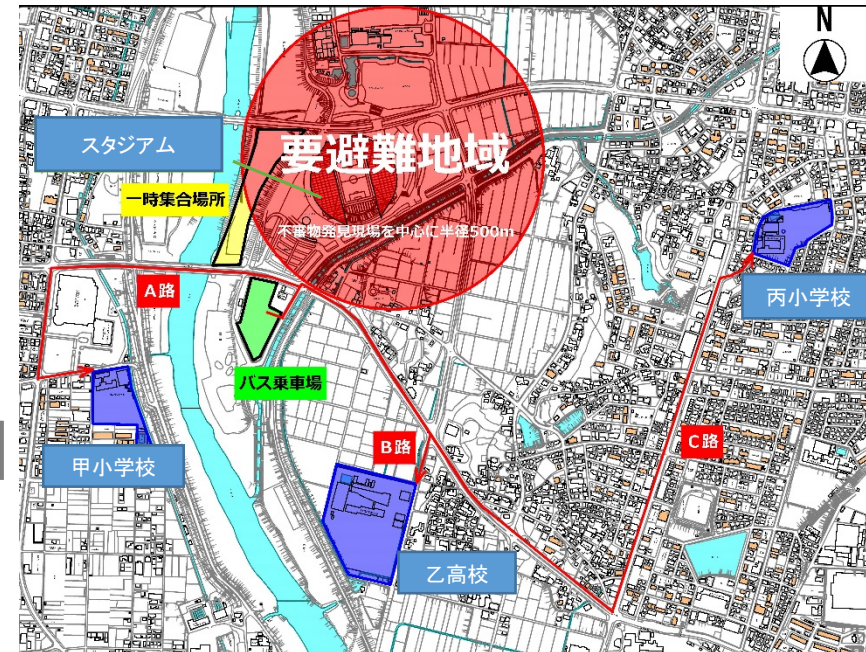 N
スタジアム
要避難地域
一時集合場所
不審物発見現場を中心に半径500m
A路
丙小学校
バス乗車場
B路
C路
甲小学校
乙高校